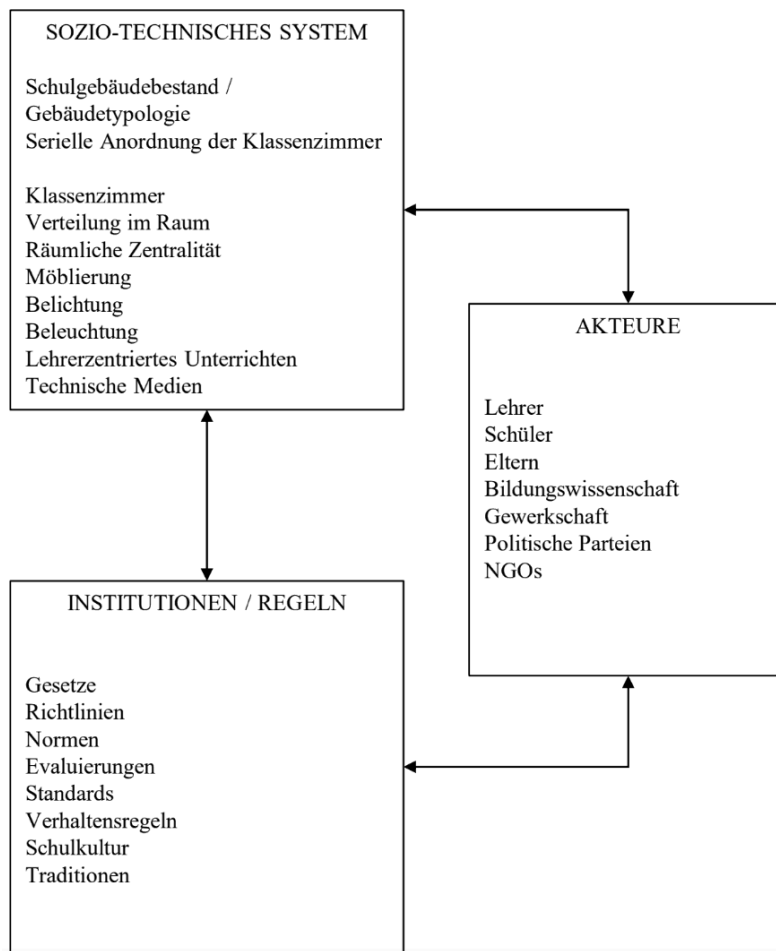 SOZIO-TECHNISCHES SYSTEM
Schulgebäudebestand /
Gebäudetypologie
Serielle Anordnung der Klassenzimmer
Klassenzimmer
Verteilung im Raum
Räumliche Zentralität
Möblierung
Belichtung
Beleuchtung
Lehrerzentriertes Unterrichten
Technische Medien
AKTEURE
Lehrer
Schüler
Eltern
Bildungswissenschaft
Gewerkschaft
Politische Parteien
NGOs
INSTITUTIONEN / REGELN
Gesetze
Richtlinien
Normen
Evaluierungen
Standards
Verhaltensregeln
Schulkultur
Traditionen